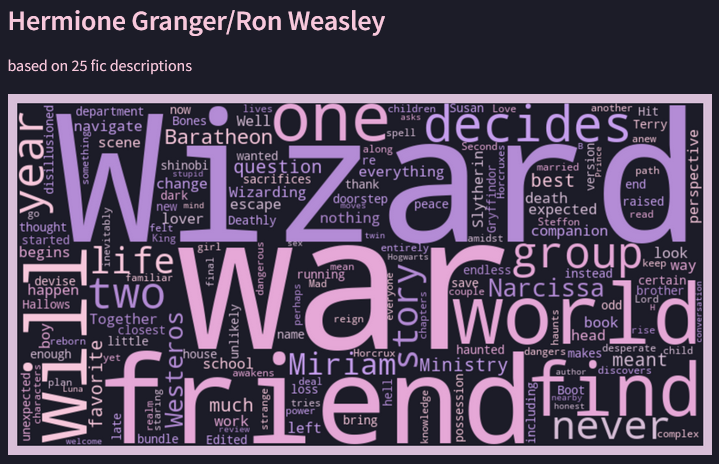 Hermione Granger/Ron Weasley
based on 25 fic descriptions
year
disillusioned
department
now
Bones
Well
lives
one
children
asks
Susan
Love
another
Hit
Terry
anew
navigate
something
scene
Baratheon
spell
decides
Wizard
shinobi
stupid
wanted
question
along
re
everything
Second
Slytherin
Gryffindor
Horcruxes
married
B
Prince
version
path
end
perspective
change
dark
new
mind
lover
sacrifices
Wizarding
escape
Deathly
thank
doorstep
moves
nothing
peace
best
death
expected
Steffon
companion
raised
read
go
thought
started
begins
inevitably
felt
King
twin
amidst
girl
sex
entirely
Hogwarts
will
life
final
war
dangerous
mean
running
Mad
group
look
keep
way
devise
happen
Hallows
familiar
two
perhaps
everyone
story
chapters
endless
save
couple
instead
Narcissa
certain
other
Lord
H
conversation
boy
reborn
Together
closest
little
Westeros
unlikely
name
reign
world
odd
book
head
haunts
rise
enough
yet
house
school
awakens
Miriam
Horcrux
haunted
Ministry
dangers
makes
desperate
child
meant
discovers
unexpected
characters
plan
Luna
favorite
friend
loss
deal
tries
power
hell
author
Boot
nearby
honest
find
late
realm
staring
much
work
review
Edited
strange
left
bring
knowledge
possession
including
never
complex
welcome
bundle